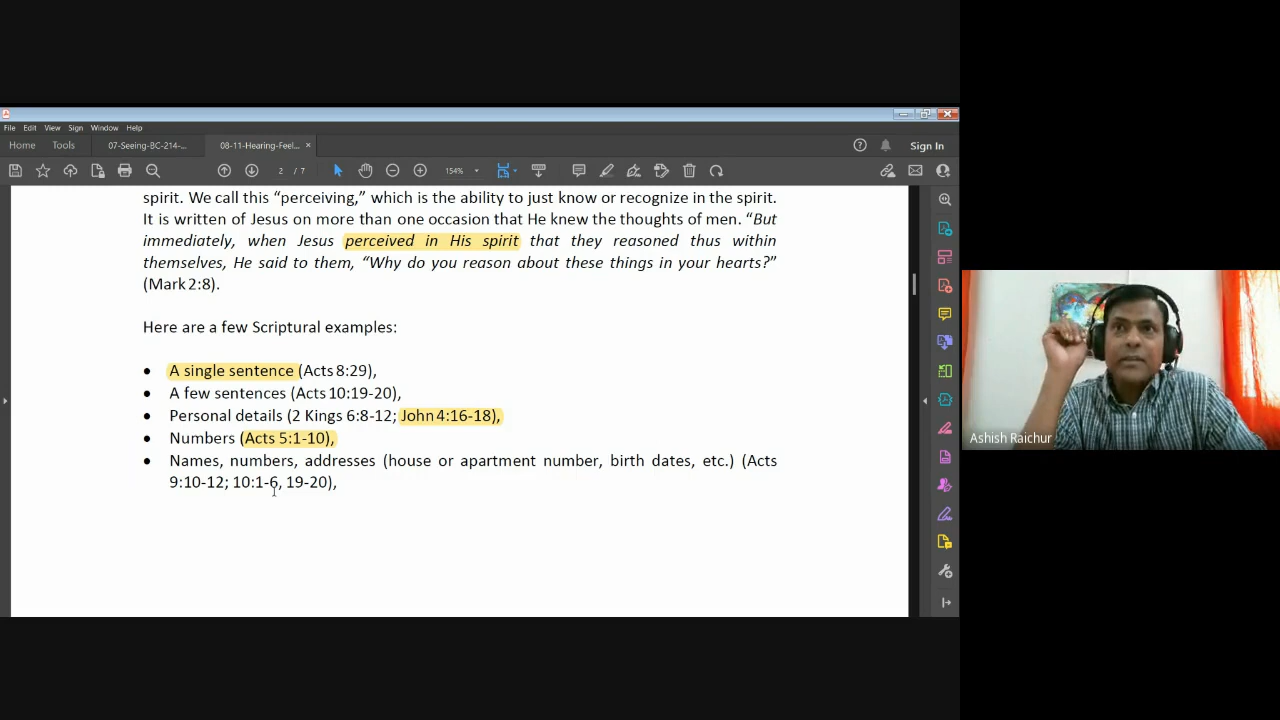 File Edit View Sign Window Help
Home Tools 07-Seeing-BC-214-... 08-11-Hearing-Feel... × Sign In
2 / 7 154%
spirit. We call this “perceiving,” which is the ability to just know or recognize in the spirit.
It is written of Jesus on more than one occasion that He knew the thoughts of men. “But
immediately, when Jesus perceived in His spirit that they reasoned thus within
themselves, He said to them, “Why do you reason about these things in your hearts?”
(Mark 2:8).
Here are a few Scriptural examples:
• A single sentence (Acts 8:29),
• A few sentences (Acts 10:19-20),
• Personal details (2 Kings 6:8-12; John 4:16-18),
• Numbers (Acts 5:1-10),
• Names, numbers, addresses (house or apartment number, birth dates, etc.) (Acts
9:10-12; 10:1-6, 19-20),
Ashish Raichur